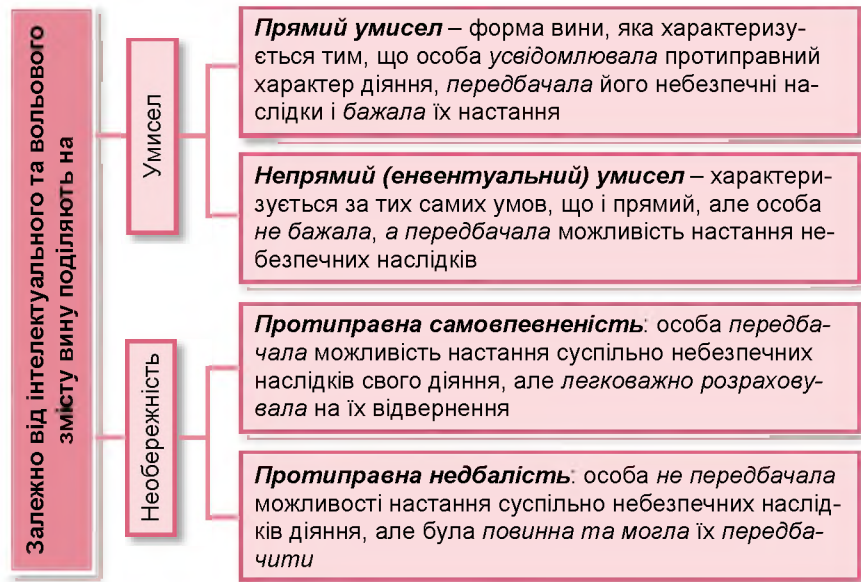 Залежно від інтелектуального та вольового
змісту вину поділяють на
Умисел
Прямий умисел – форма вини, яка характеризу-
ється тим, що особа усвідомлювала протиправний
характер діяння, передбачала його небезпечні на-
слідки і бажала їх настання
Непрямий (енвентуальний) умисел – характери-
зується за тих самих умов, що і прямий, але особа
не бажала, а передбачала можливість настання не-
безпечних наслідків
Необережність
Протиправна самовпевненість: особа передба-
чала можливість настання суспільно небезпечних
наслідків свого діяння, але легковажно розрахову-
вала на їх відвернення
Протиправна недбалість: особа не передбачала
можливості настання суспільно небезпечних наслід-
ків діяння, але була повинна та могла їх передба-
чити